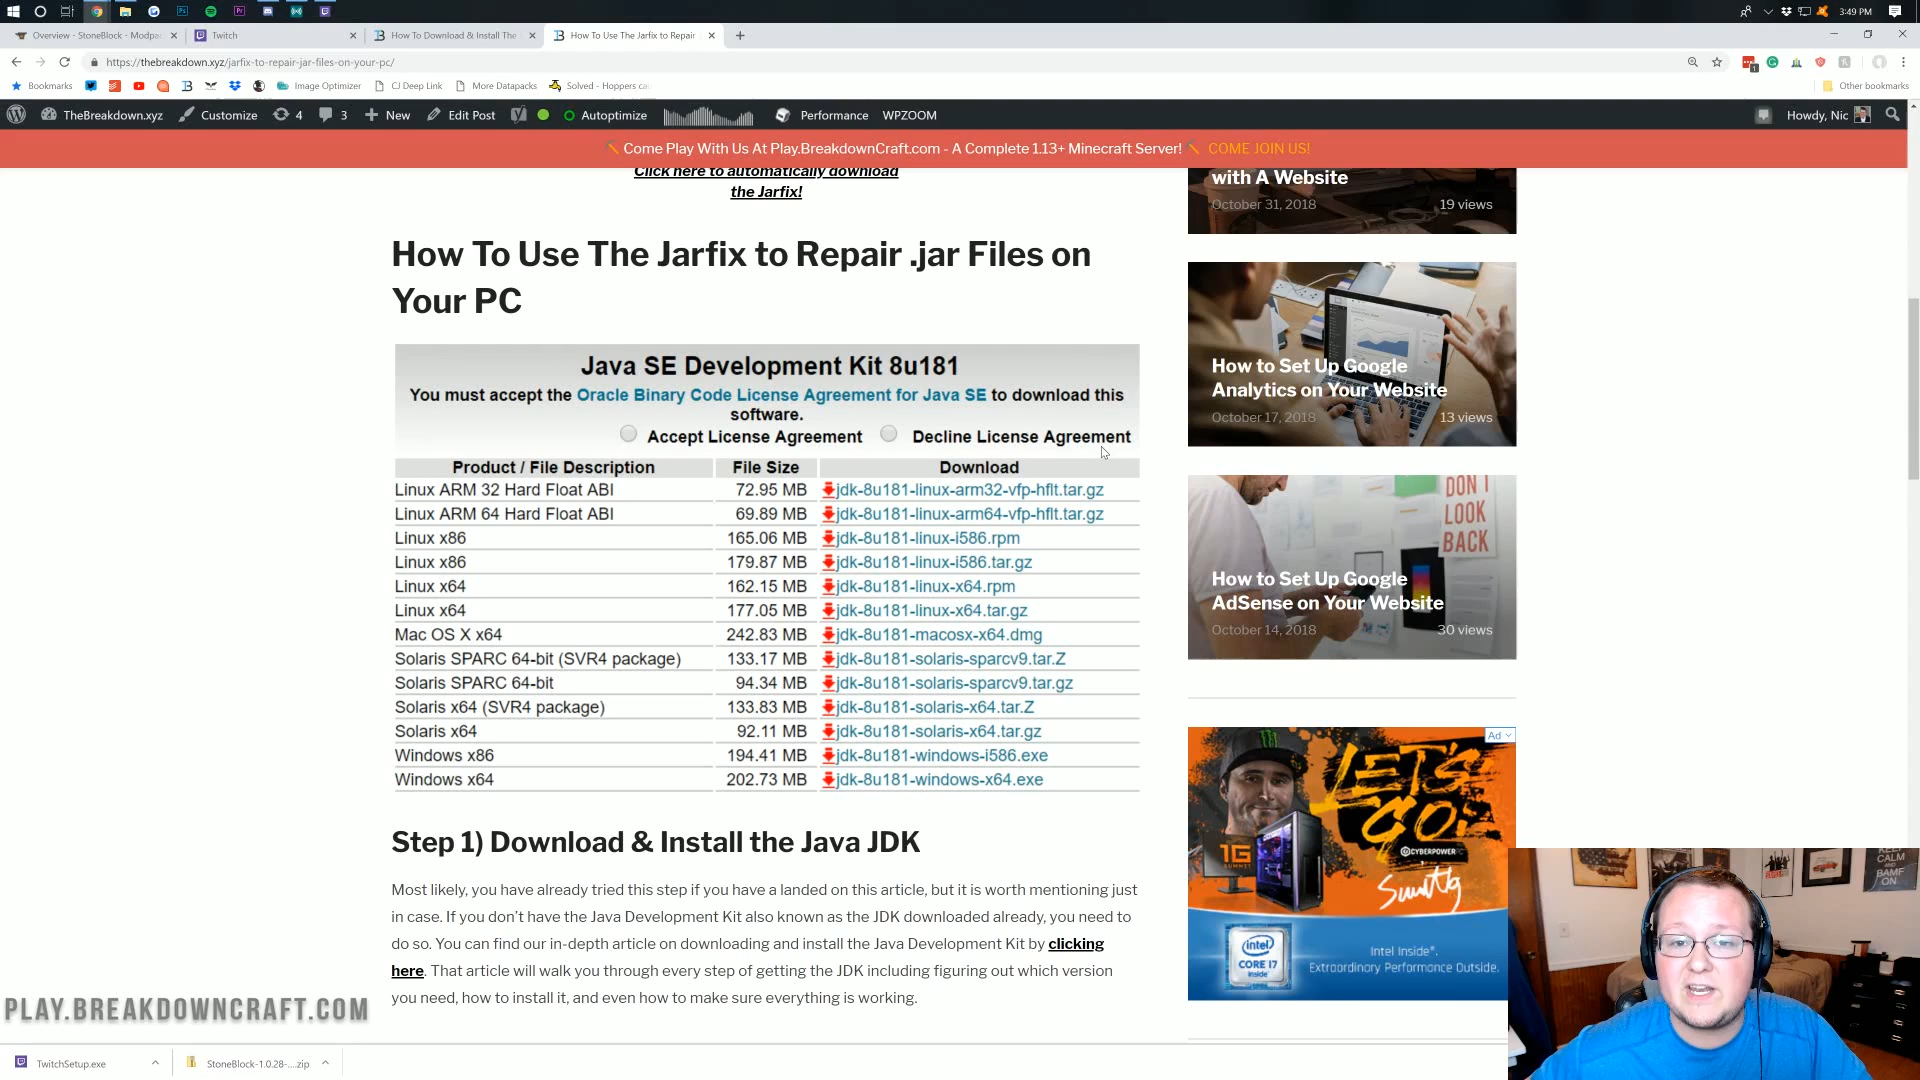 3:49 PM
Overview - StoneBlock - Modpac
Twitch
How To Download & Install The
How To Use The Jarfix to Repair
https://thebreakdown.xyz/jarfix-to-repair-jar-files-on-your-pc/
Bookmarks
Image Optimizer
CJ Deep Link
More Datapacks
Solved - Hoppers
Other bookmarks
TheBreakdown.xyz
Customize
4
3
New
Edit Post
Autoptimize
Performance
WPZOOM
Howdy, Nic
Come Play With Us At Play.BreakdownCraft.com - A Complete 1.13+ Minecraft Server! COME JOIN US!
Click here to automatically download
the Jarfix!
How To Use The Jarfix to Repair .jar Files on
Your PC
Java SE Development Kit 8u181
You must accept the Oracle Binary Code License Agreement for Java SE to download this
software.
Accept License Agreement Decline License Agreement
Product / File Description File Size Download
Linux ARM 32 Hard Float ABI 72.95 MB jdk-8u181-linux-arm32-vfp-hflt.tar.gz
Linux ARM 64 Hard Float ABI 69.89 MB jdk-8u181-linux-arm64-vfp-hflt.tar.gz
Linux x86 165.06 MB jdk-8u181-linux-i586.rpm
Linux x86 179.87 MB jdk-8u181-linux-i586.tar.gz
Linux x64 162.15 MB jdk-8u181-linux-x64.rpm
Linux x64 177.05 MB jdk-8u181-linux-x64.tar.gz
Mac OS X x64 242.83 MB jdk-8u181-macosx-x64.dmg
Solaris SPARC 64-bit (SVR4 package) 133.17 MB jdk-8u181-solaris-sparcv9.tar.Z
Solaris SPARC 64-bit 94.34 MB jdk-8u181-solaris-sparcv9.tar.gz
Solaris x64 (SVR4 package) 133.83 MB jdk-8u181-solaris-x64.tar.Z
Solaris x64 92.11 MB jdk-8u181-solaris-x64.tar.gz
Windows x86 194.41 MB jdk-8u181-windows-i586.exe
Windows x64 202.73 MB jdk-8u181-windows-x64.exe
Step 1) Download & Install the Java JDK
Most likely, you have already tried this step if you have a landed on this article, but it is worth mentioning just
in case. If you don't have the Java Development Kit also known as the JDK downloaded already, you need to
do so. You can find our in-depth article on downloading and install the Java Development Kit by clicking
here. That article will walk you through every step of getting the JDK including figuring out which version
you need, how to install it, and even how to make sure everything is working.
with A Website
October 31, 2018 19 views
How to Set Up Google
Analytics on Your Website
October 17, 2018 13 views
DON'T
LOOK
BACK
How to Set Up Google
AdSense on Your Website
October 14, 2018 30 views
Ad
LET'S
GO.
CYBERPOWERPC
1G
SUMMIT
intel
inside
CORE i7
Intel Inside®.
Extraordinary Performance Outside.
KEEP
CALM
AND
BAMF
ON
PLAY.BREAKDOWNCRAFT.COM
TwitchSetup.exe
StoneBlock-1.0.28-....zip